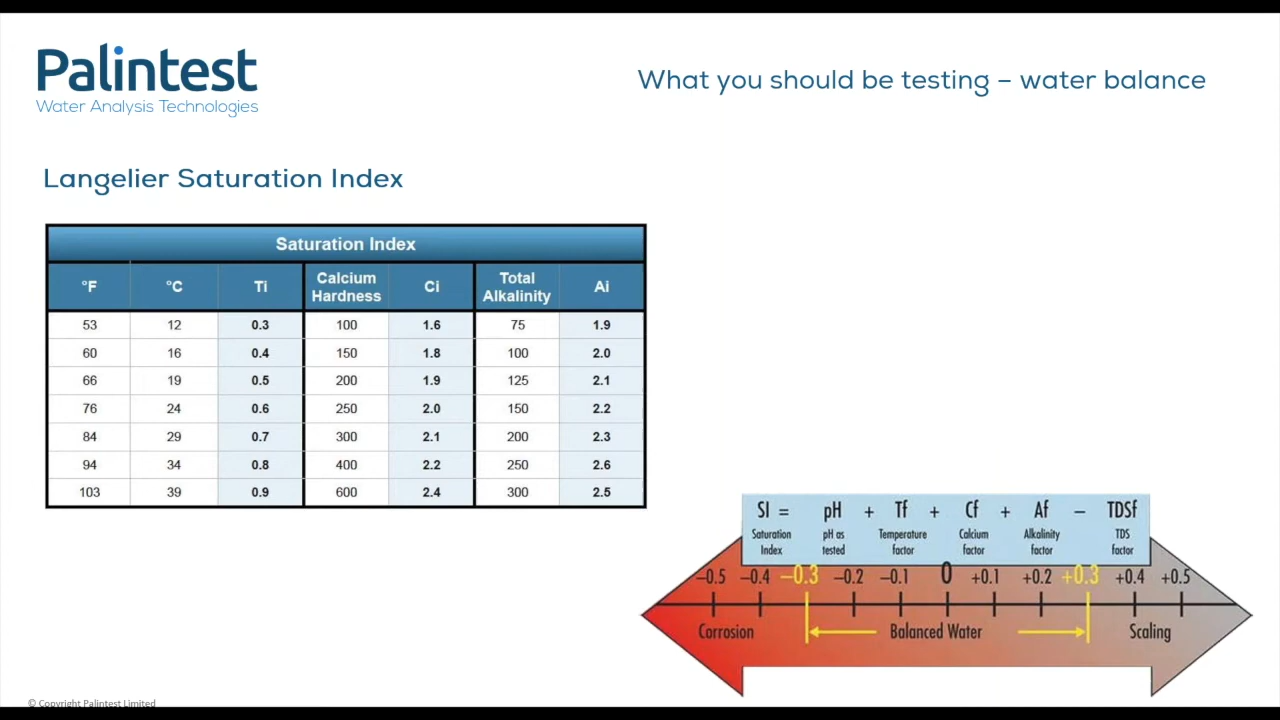 Palintest
Water Analysis Technologies
What you should be testing – water balance
Langelier Saturation Index
Saturation Index
°F °C Ti Calcium Hardness Ci Total Alkalinity Ai
53 12 0.3 100 1.6 75 1.9
60 16 0.4 150 1.8 100 2.0
66 19 0.5 200 1.9 125 2.1
76 24 0.6 250 2.0 150 2.2
84 29 0.7 300 2.1 200 2.3
94 34 0.8 400 2.2 250 2.6
103 39 0.9 600 2.4 300 2.5
SI = pH + Tf + Cf + Af – TDSf
Saturation Index pH as tested Temperature factor Calcium factor Alkalinity factor TDS factor
–0.5 –0.4 –0.3 –0.2 –0.1 0 +0.1 +0.2 +0.3 +0.4 +0.5
Corrosion Balanced Water Scaling
© Copyright Palintest Limited